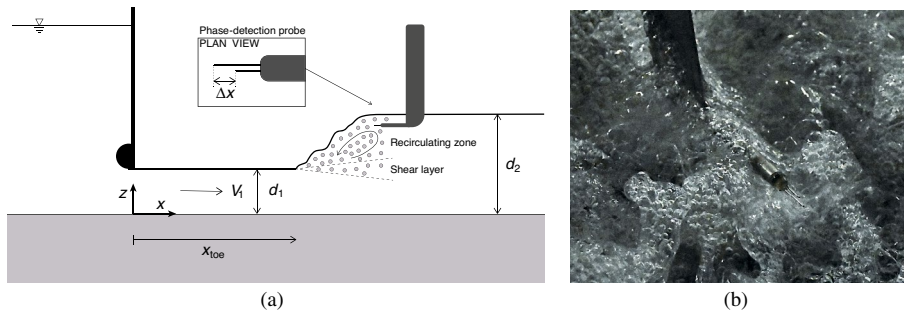 Phase-detection probe
PLAN VIEW
Δx
Recirculating zone
Shear layer
d2
V1
d1
z
x
xtoe
(a)
(b)